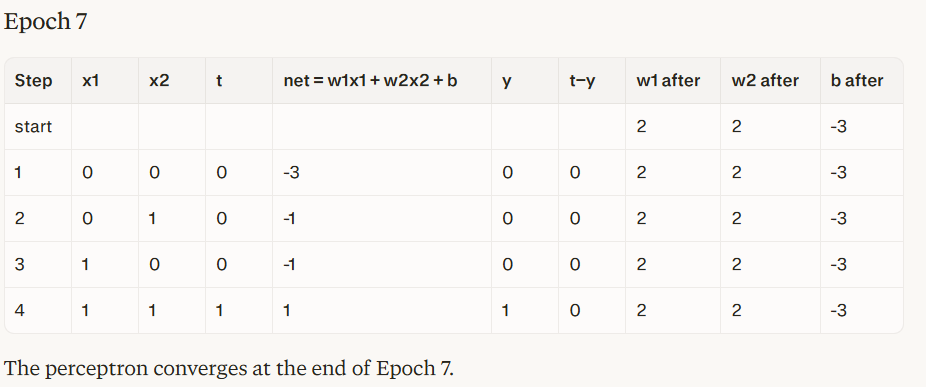 Epoch 7
Step x1 x2 t net = w1x1 + w2x2 + b y t−y w1 after w2 after b after
start 2 2 -3
1 0 0 0 -3 0 0 2 2 -3
2 0 1 0 -1 0 0 2 2 -3
3 1 0 0 -1 0 0 2 2 -3
4 1 1 1 1 1 0 2 2 -3
The perceptron converges at the end of Epoch 7.